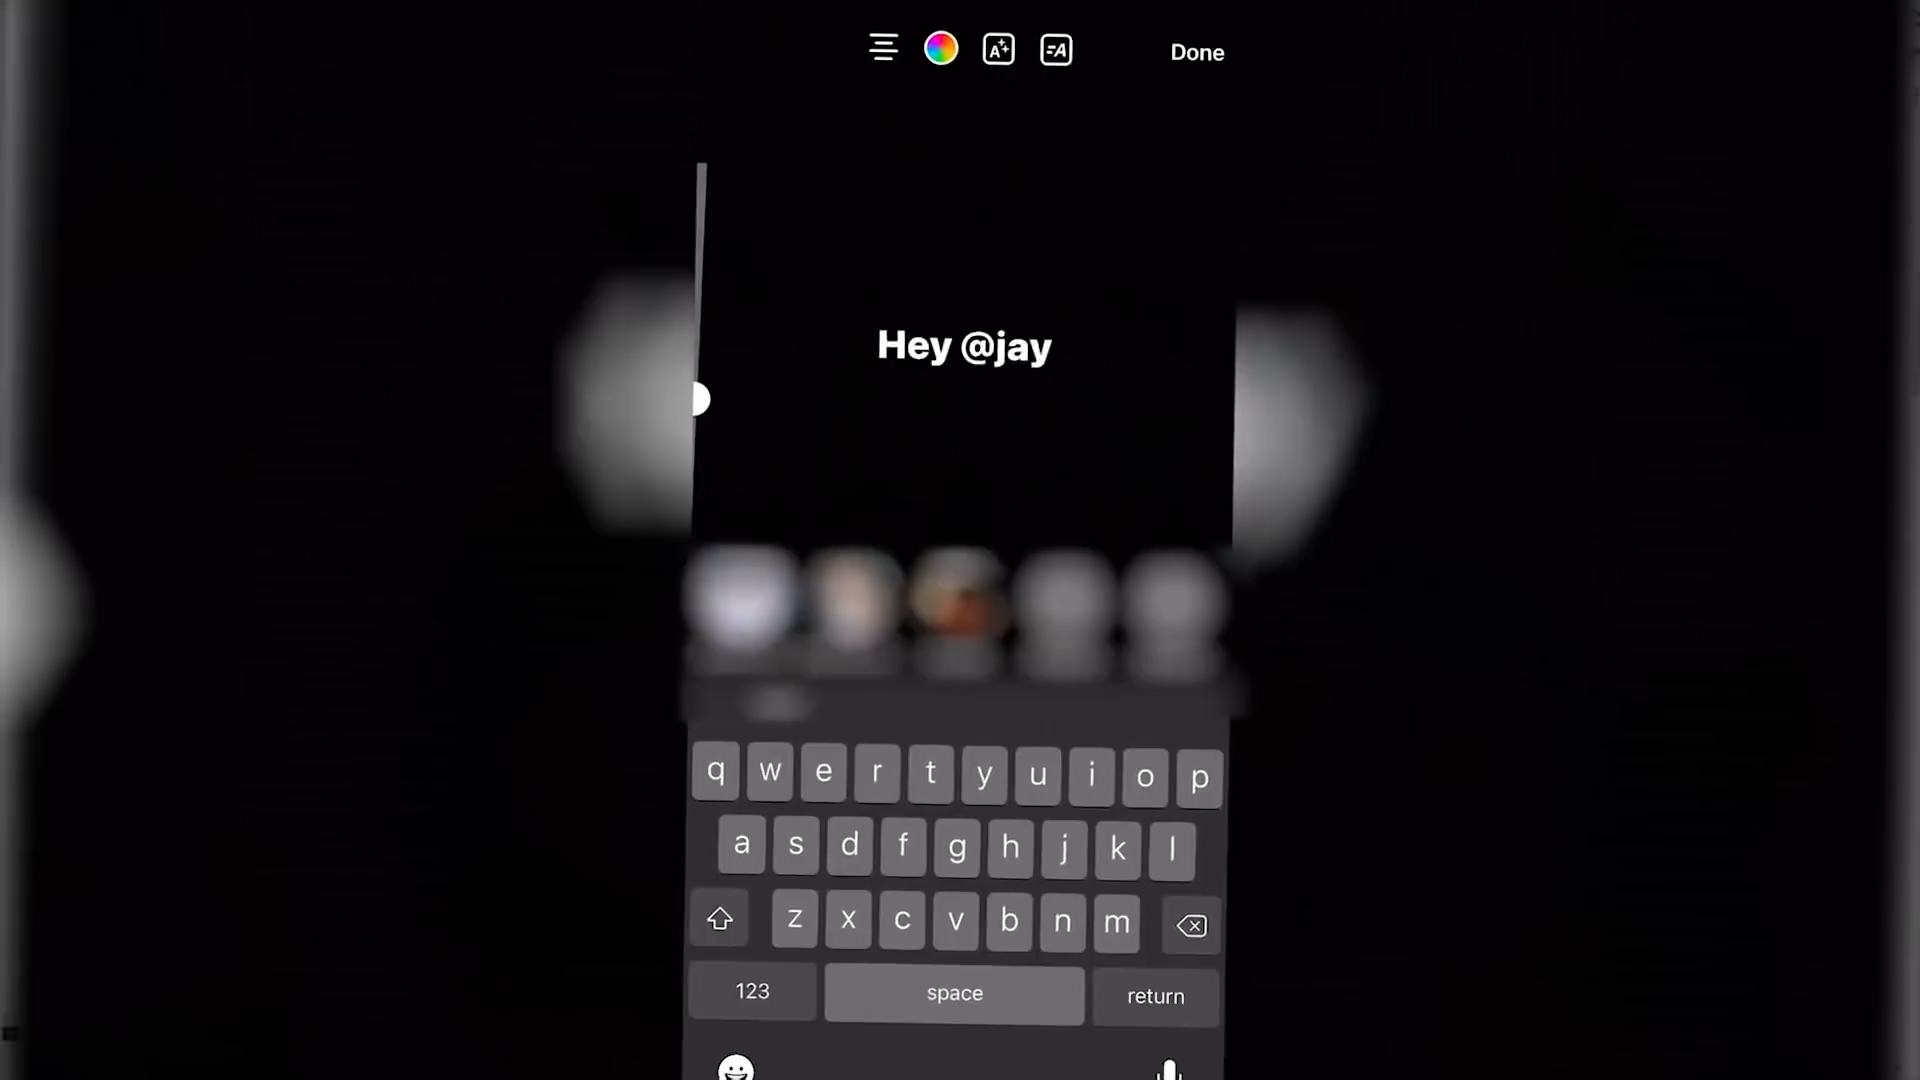 Done
Hey @jay
q w e r t y u i o p
a s d f g h j k l
z x c v b n m
123 space return